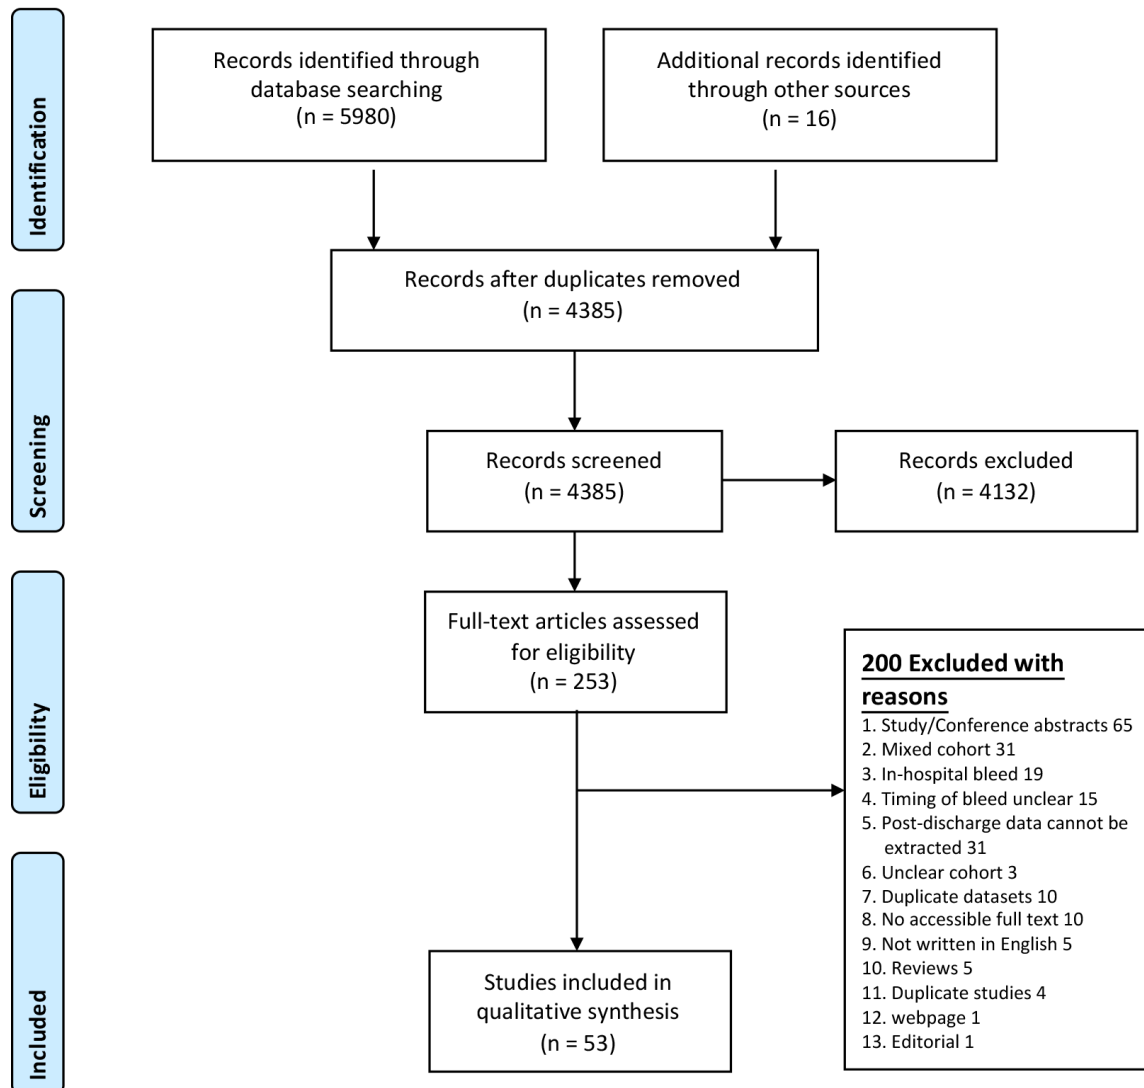 Identification
Records identified through
database searching
(n = 5980)
Additional records identified
through other sources
(n = 16)
Records after duplicates removed
(n = 4385)
Screening
Records screened
(n = 4385)
Records excluded
(n = 4132)
Eligibility
Full-text articles assessed
for eligibility
(n = 253)
200 Excluded with
reasons
1. Study/Conference abstracts 65
2. Mixed cohort 31
3. In-hospital bleed 19
4. Timing of bleed unclear 15
5. Post-discharge data cannot be
extracted 31
6. Unclear cohort 3
7. Duplicate datasets 10
8. No accessible full text 10
9. Not written in English 5
10. Reviews 5
11. Duplicate studies 4
12. webpage 1
13. Editorial 1
Included
Studies included in
qualitative synthesis
(n = 53)